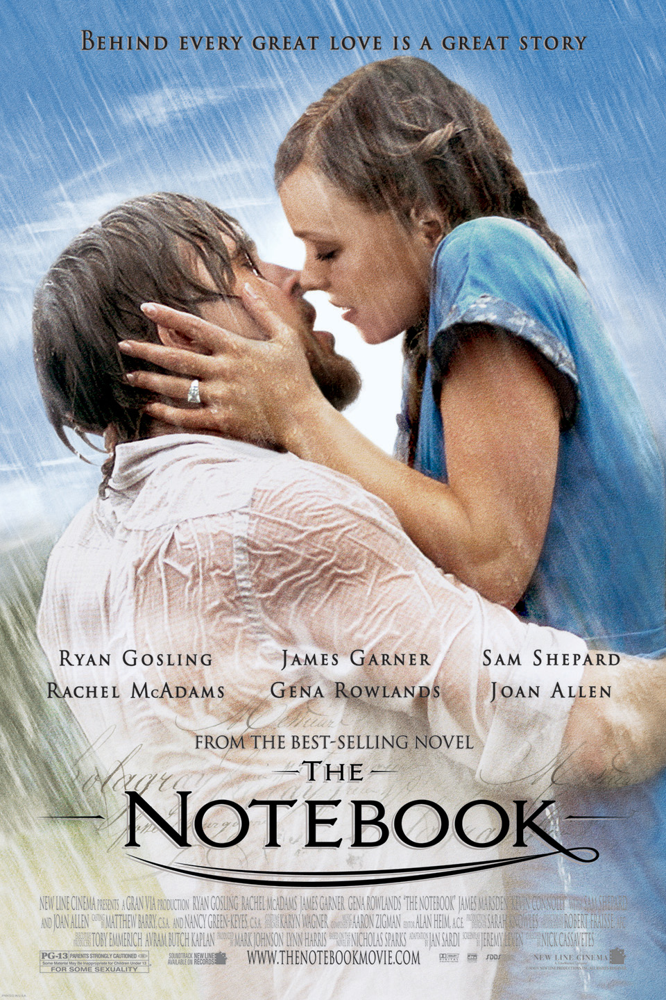 BEHIND EVERY GREAT LOVE IS A GREAT STORY
RYAN GOSLING JAMES GARNER SAM SHEPARD
RACHEL McADAMS GENA ROWLANDS JOAN ALLEN
FROM THE BEST-SELLING NOVEL
THE
NOTEBOOK
NEW LINE CINEMA PRESENTS A GRAN VIA PRODUCTION RYAN GOSLING RACHEL McADAMS JAMES GARNER GENA ROWLANDS "THE NOTEBOOK" JAMES MARSDEN KEVIN CONNOLLY WITH SAM SHEPARD
AND JOAN ALLEN CASTING BY MATTHEW BARRY, C.S.A. AND NANCY GREEN-KEYES, C.S.A. COSTUME DESIGNER KARYN WAGNER MUSIC COMPOSED BY AARON ZIGMAN EDITOR ALAN HEIM, A.C.E. PRODUCTION DESIGNER SARAH KNOWLES ROBERT FRAISSE
EXECUTIVE PRODUCERS TOBY EMMERICH AVRAM BUTCH KAPLAN PRODUCED BY MARK JOHNSON LYNN HARRIS BASED ON THE NOVEL BY NICHOLAS SPARKS ADAPTATION BY JAN SARDI SCREENPLAY BY JEREMY LEVEN DIRECTED BY NICK CASSAVETES
PG-13 PARENTS STRONGLY CAUTIONED
Some Material May Be Inappropriate for Children Under 13
FOR SOME SEXUALITY
SOUNDTRACK AVAILABLE ON NEW LINE RECORDS
WWW.THENOTEBOOKMOVIE.COM
DOLBY DIGITAL dts SDDS
NEW LINE CINEMA